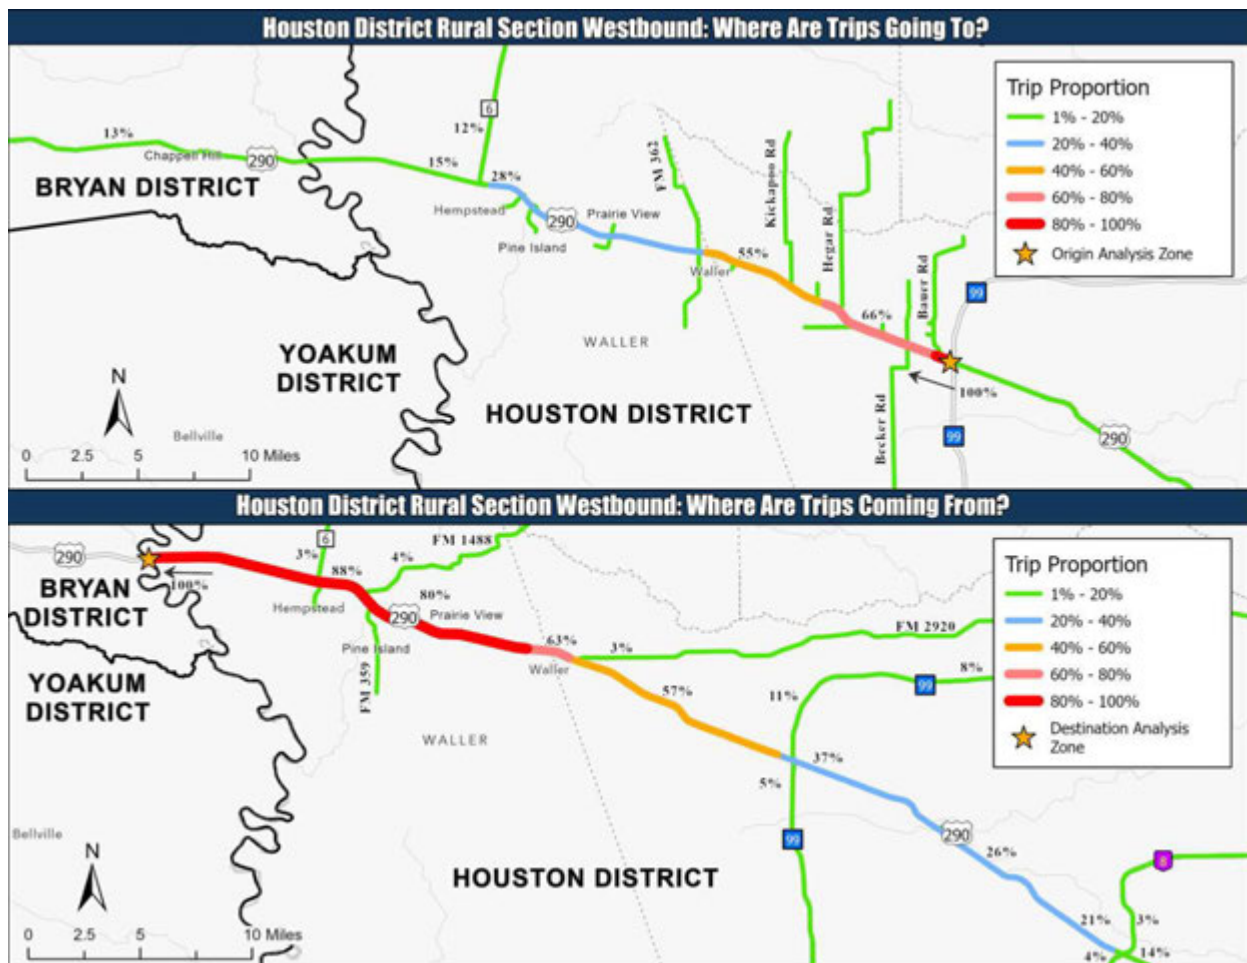 Houston District Rural Section Westbound: Where Are Trips Going To?
Trip Proportion
1% - 20%
20% - 40%
40% - 60%
60% - 80%
80% - 100%
Origin Analysis Zone
6
13%
12%
Chappell Hill
290
15%
28%
BRYAN DISTRICT
Hempstead
290
Prairie View
Pine Island
FM 362
Kickapoo Rd
Hegar Rd
Bauer Rd
55%
Waller
99
66%
WALLER
YOAKUM
DISTRICT
N
HOUSTON DISTRICT
100%
Becker Rd
99
290
Bellville
0 2.5 5 10 Miles
Houston District Rural Section Westbound: Where Are Trips Coming From?
290
100%
3%
6
4%
FM 1488
88%
80%
BRYAN
DISTRICT
Hempstead
290
Prairie View
Trip Proportion
1% - 20%
20% - 40%
40% - 60%
60% - 80%
80% - 100%
Destination Analysis
Zone
FM 2920
Pine Island
63%
Waller
3%
YOAKUM
DISTRICT
FM 359
57%
11%
99
8%
WALLER
37%
5%
Bellville
99
290
26%
8
N
HOUSTON DISTRICT
21%
3%
4%
14%
0 2.5 5 10 Miles